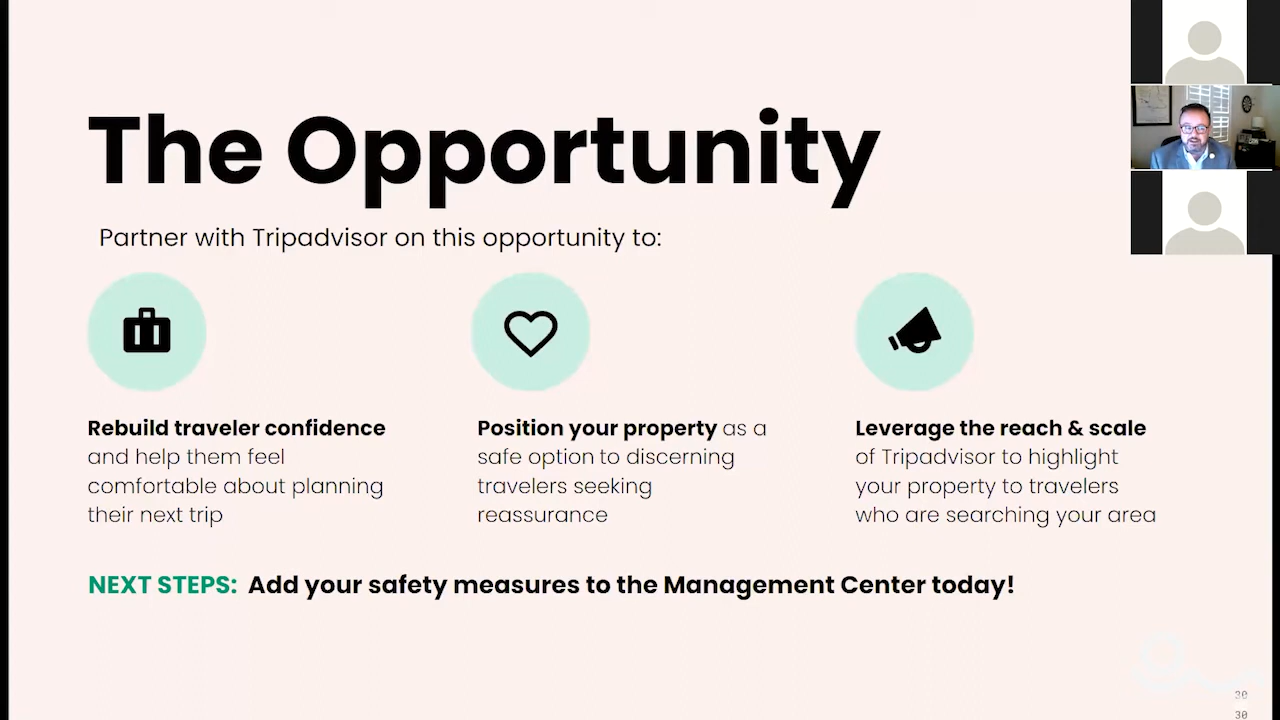 The Opportunity
Partner with Tripadvisor on this opportunity to:
Rebuild traveler confidence
and help them feel
comfortable about planning
their next trip
Position your property as a
safe option to discerning
travelers seeking
reassurance
Leverage the reach & scale
of Tripadvisor to highlight
your property to travelers
who are searching your area
NEXT STEPS: Add your safety measures to the Management Center today!
30
30